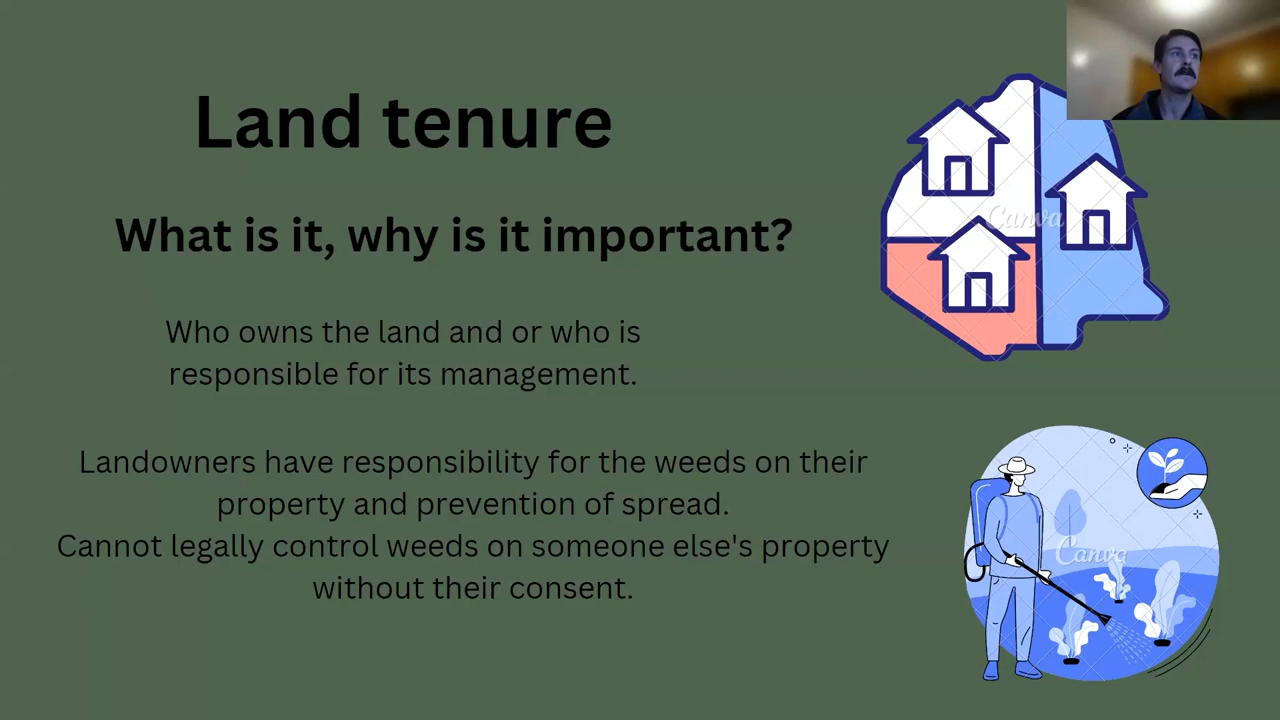 Land tenure
What is it, why is it important?
Who owns the land and or who is
responsible for its management.
Landowners have responsibility for the weeds on their
property and prevention of spread.
Cannot legally control weeds on someone else's property
without their consent.
Canva
Canva